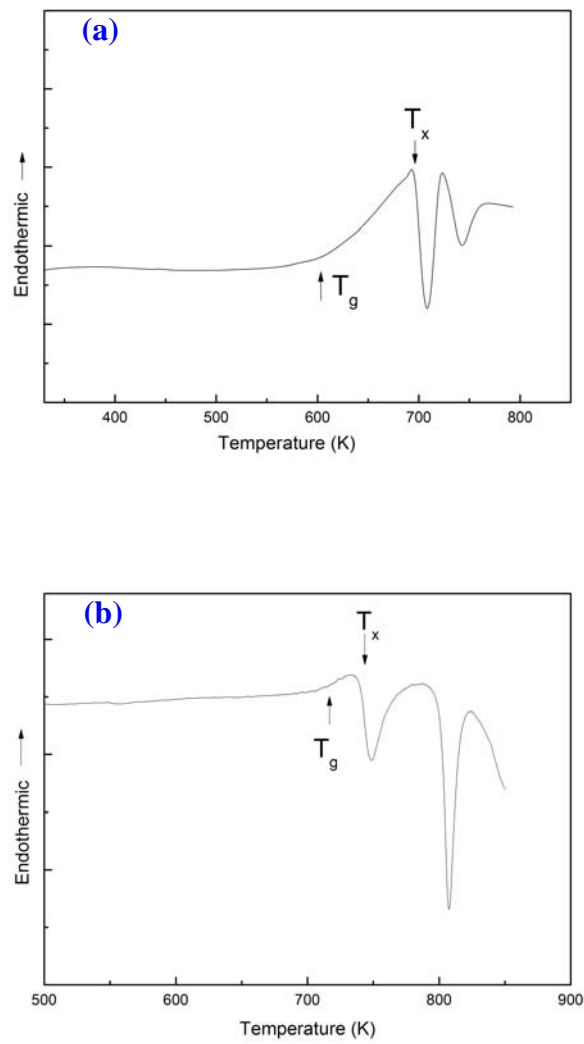 (a)
Tx
Tg
Endothermic →
400 500 600 700 800
Temperature (K)
(b)
Tx
Tg
Endothermic →
500 600 700 800 900
Temperature (K)